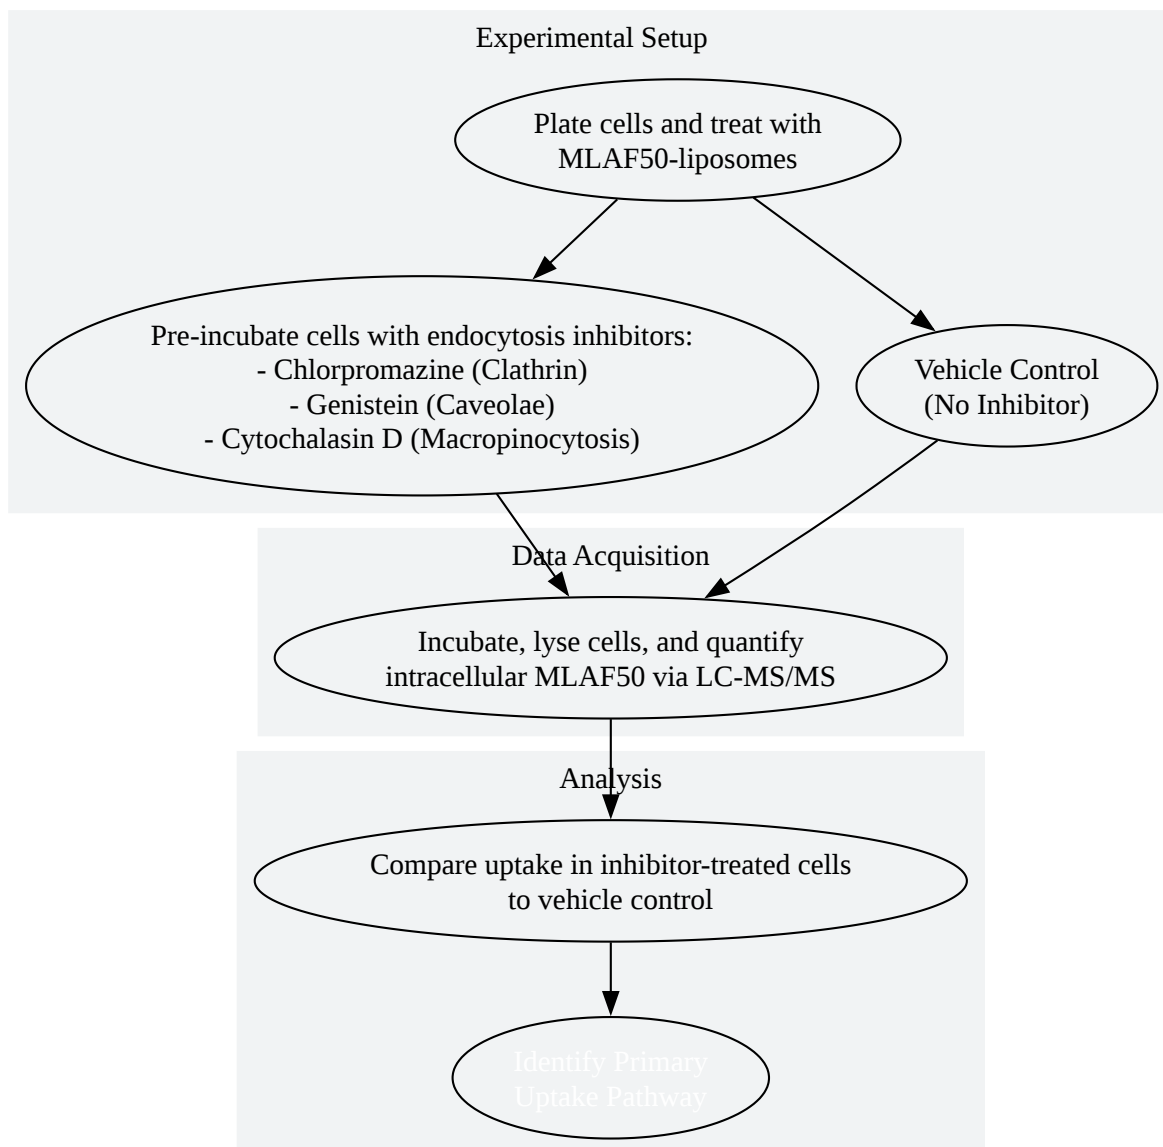 Experimental Setup
Plate cells and treat with
MLAF50-liposomes
Pre-incubate cells with endocytosis inhibitors:
- Chlorpromazine (Clathrin)
- Genistein (Caveolae)
- Cytochalasin D (Macropinocytosis)
Vehicle Control
(No Inhibitor)
Data Acquisition
Incubate, lyse cells, and quantify
intracellular MLAF50 via LC-MS/MS
Analysis
Compare uptake in inhibitor-treated cells
to vehicle control
Identify Primary
Uptake Pathway